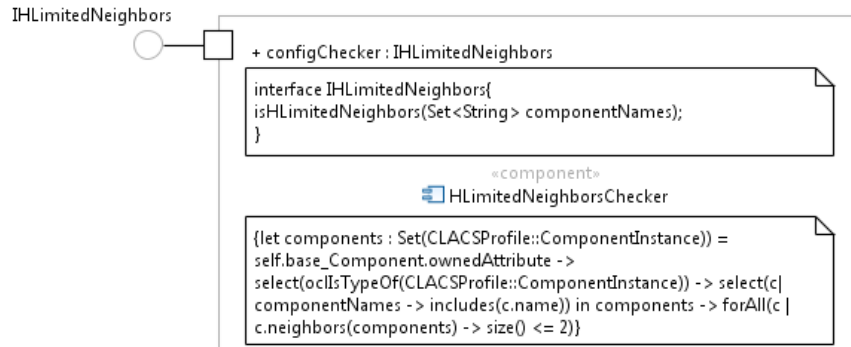 IHLimitedNeighbors
+ configChecker : IHLimitedNeighbors
interface IHLimitedNeighbors{
isHLimitedNeighbors(Set<String> componentNames);
}
«component»
HLimitedNeighborsChecker
{let components : Set(CLACSProfile::ComponentInstance)) =
self.base_Component.ownedAttribute ->
select(oclIsTypeOf(CLACSProfile::ComponentInstance)) -> select(c|
componentNames -> includes(c.name)) in components -> forAll(c |
c.neighbors(components) -> size() <= 2)}